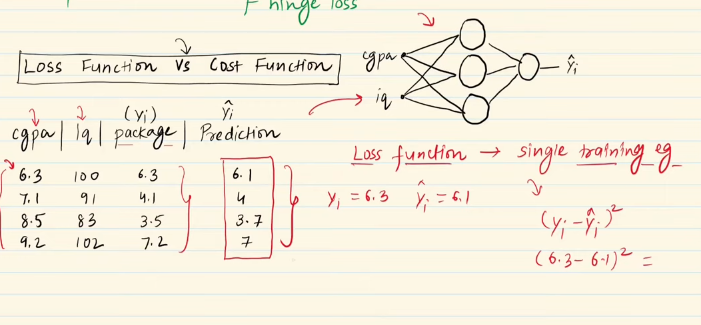 hinge loss
Loss Function Vs Cost Function
cgpa
iq
ŷi
cgpa | iq | package (yi) | Prediction ŷi
6.3 100 6.3 6.1
7.1 91 4.1 4
8.5 83 3.5 3.7
9.2 102 7.2 7
Loss function → single training eg
yi = 6.3 ŷi = 6.1
(yi - ŷi)²
(6.3 - 6.1)² =